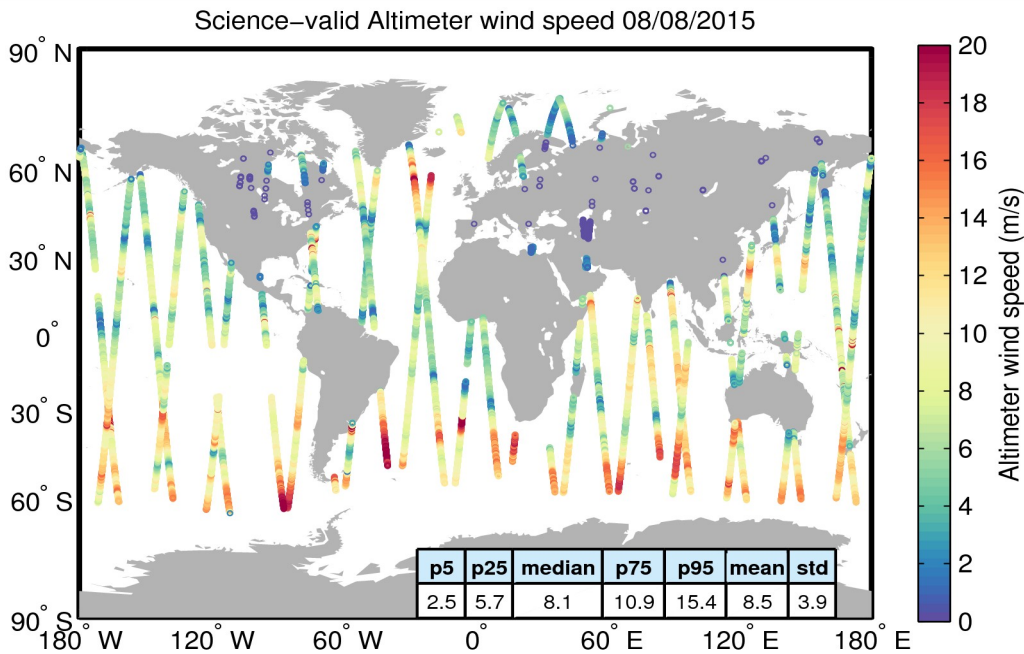 Science−valid Altimeter wind speed 08/08/2015
90° N
60° N
30° N
0°
30° S
60° S
90° S
180° W
120° W
60° W
0°
60° E
120° E
180° E
p5 p25 median p75 p95 mean std
2.5 5.7 8.1 10.9 15.4 8.5 3.9
20
18
16
14
12
10
8
6
4
2
0
Altimeter wind speed (m/s)